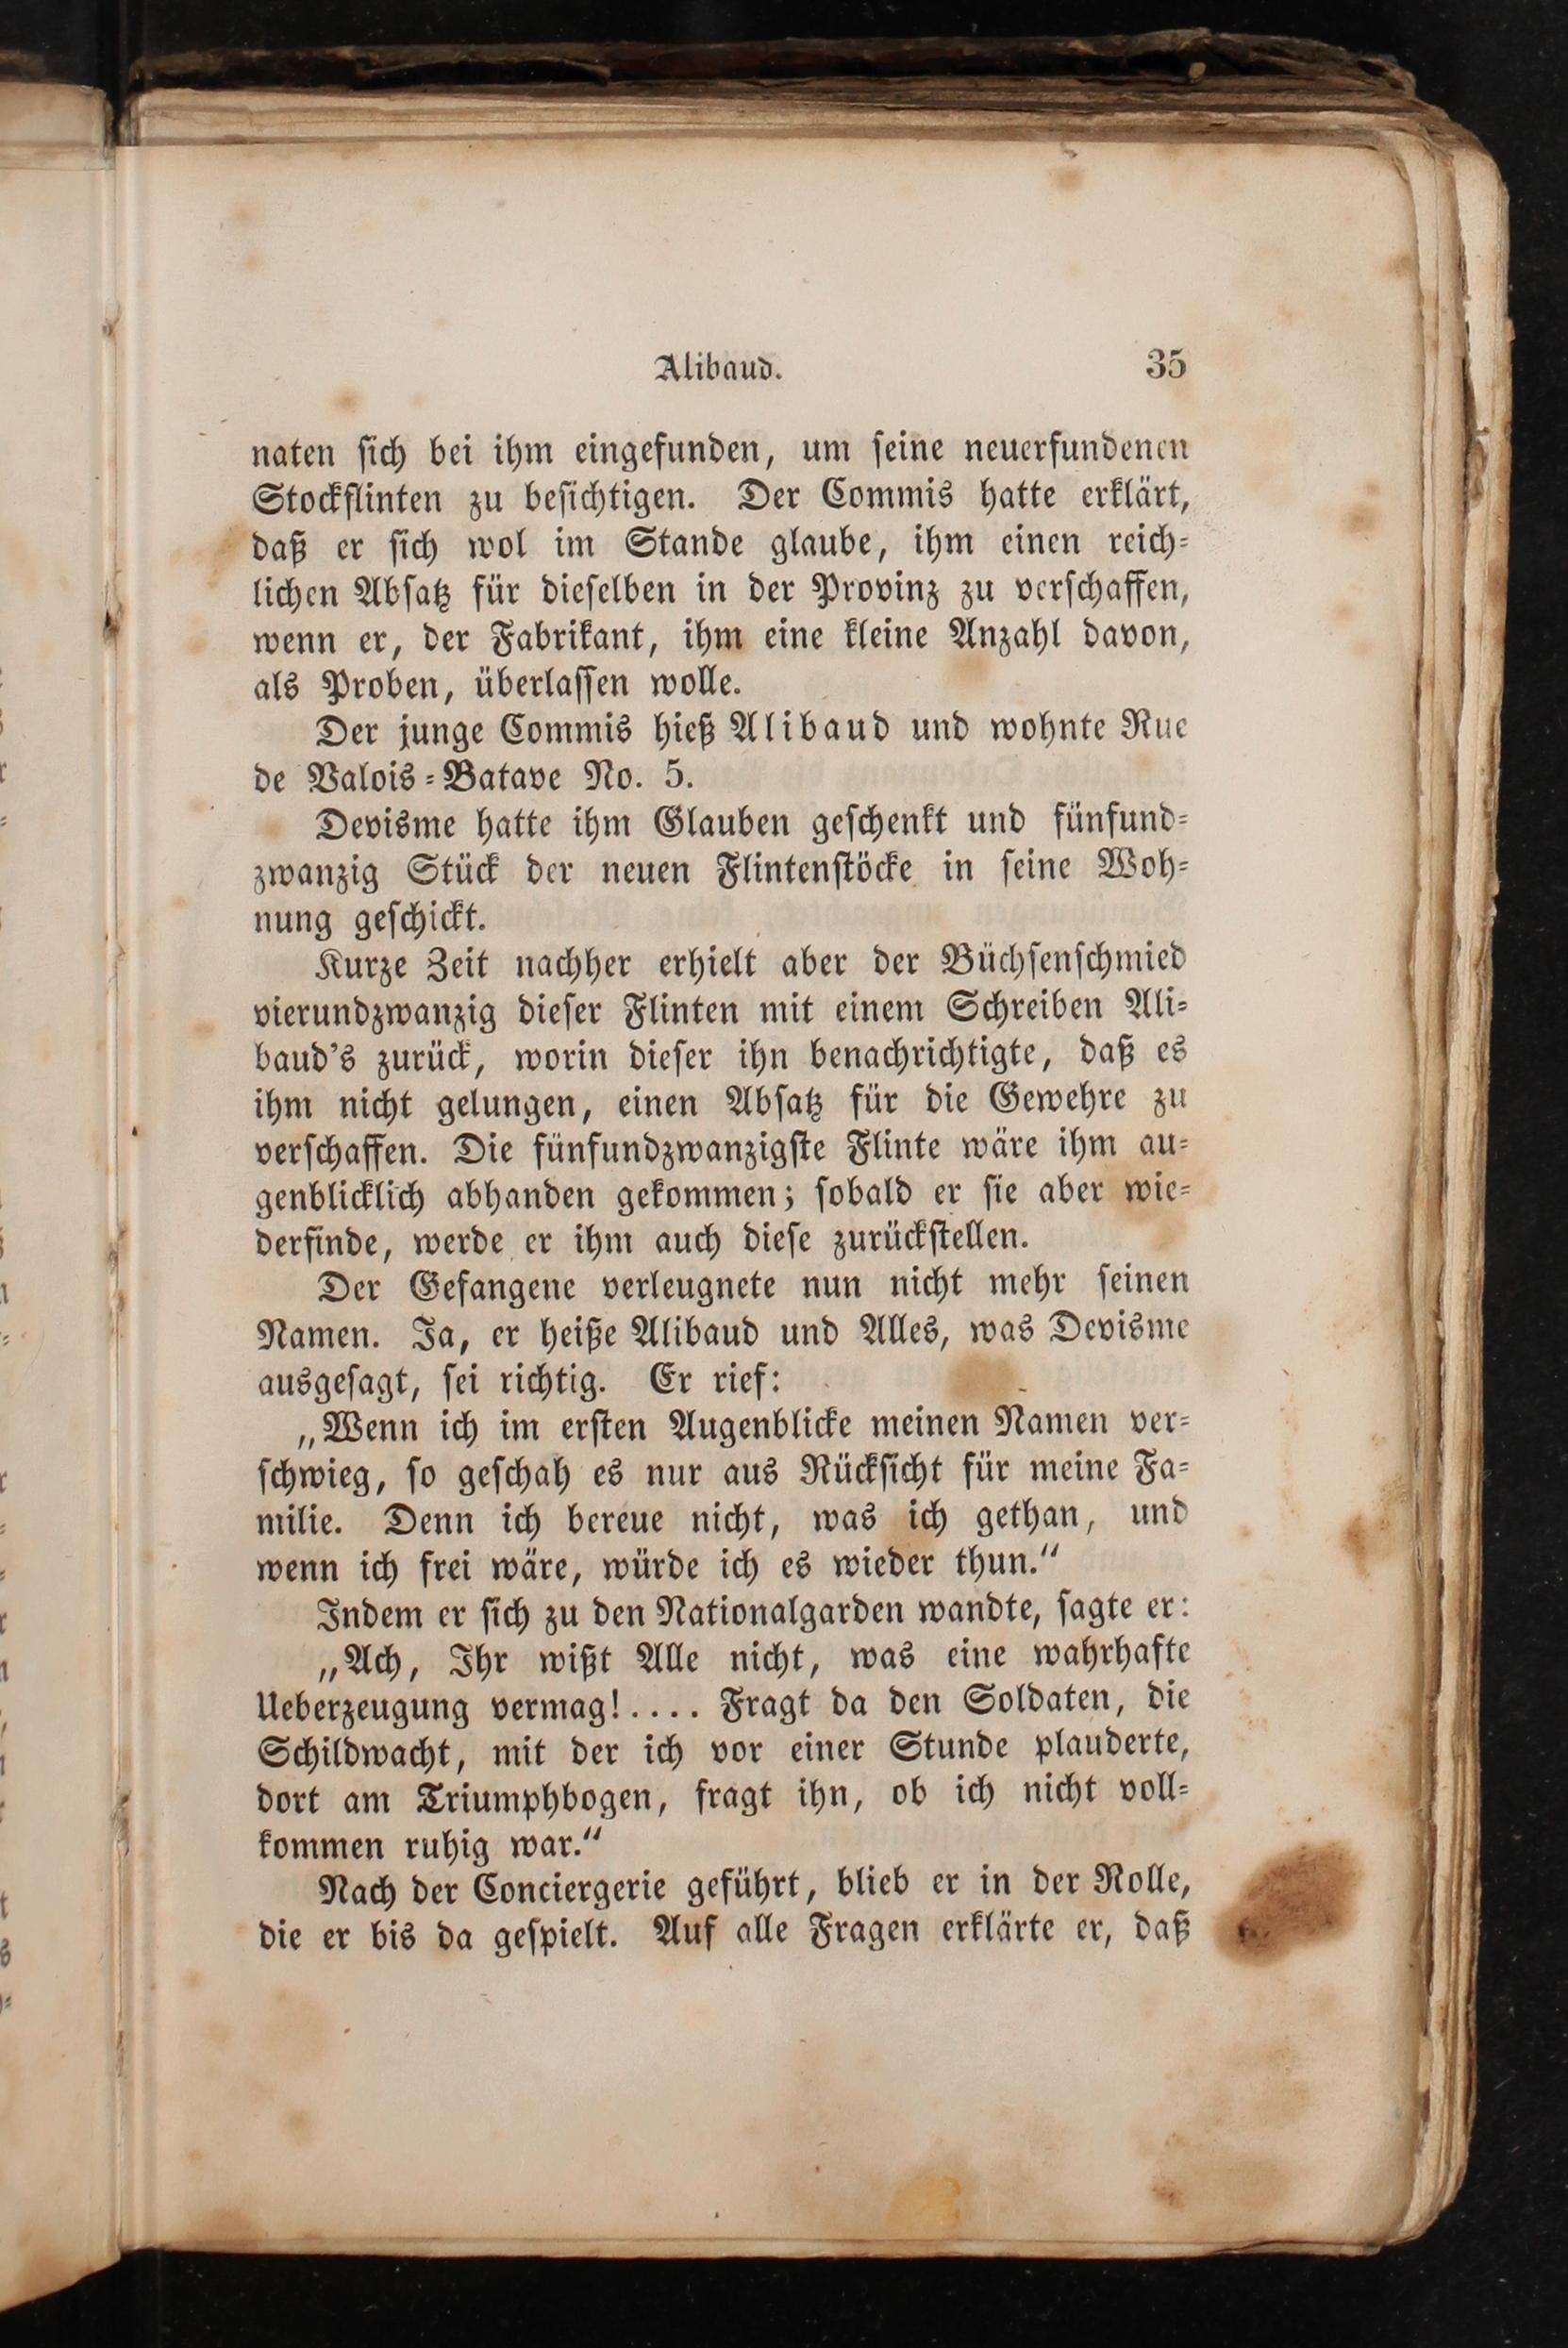 Alibaud. 35
naten ſich bei ihm eingefunden, um ſeine neuerfundenen
Stockflinten zu beſichtigen. Der Commis hatte erklärt,
daß er ſich wol im Stande glaube, ihm einen reich⸗
lichen Abſatz für dieſelben in der Provinz zu verſchaffen,
wenn er, der Fabrikant, ihm eine kleine Anzahl davon,
als Proben, überlaſſen wolle.
Der junge Commis hieß Alibaud und wohnte Rue
de Valois⸗Batave No. 5.
Devisme hatte ihm Glauben geſchenkt und fünfund⸗
zwanzig Stück der neuen Flintenſtöcke in ſeine Woh⸗
nung geſchickt.
Kurze Zeit nachher erhielt aber der Büchſenſchmied
vierundzwanzig dieſer Flinten mit einem Schreiben Ali⸗
baud's zurück, worin dieſer ihn benachrichtigte, daß es
ihm nicht gelungen, einen Abſatz für die Gewehre zu
verſchaffen. Die fünfundzwanzigſte Flinte wäre ihm au⸗
genblicklich abhanden gekommen; ſobald er ſie aber wie⸗
derfinde, werde er ihm auch dieſe zurückſtellen.
Der Gefangene verleugnete nun nicht mehr ſeinen
Namen. Ja, er heiße Alibaud und Alles, was Devisme
ausgeſagt, ſei richtig. Er rief:
„Wenn ich im erſten Augenblicke meinen Namen ver⸗
ſchwieg, ſo geſchah es nur aus Rückſicht für meine Fa⸗
milie. Denn ich bereue nicht, was ich gethan, und
wenn ich frei wäre, würde ich es wieder thun.“
Indem er ſich zu den Nationalgarden wandte, ſagte er:
„Ach, Ihr wißt Alle nicht, was eine wahrhafte
Ueberzeugung vermag!.... Fragt da den Soldaten, die
Schildwacht, mit der ich vor einer Stunde plauderte,
dort am Triumphbogen, fragt ihn, ob ich nicht voll⸗
kommen ruhig war.“
Nach der Conciergerie geführt, blieb er in der Rolle,
die er bis da geſpielt. Auf alle Fragen erklärte er, daß